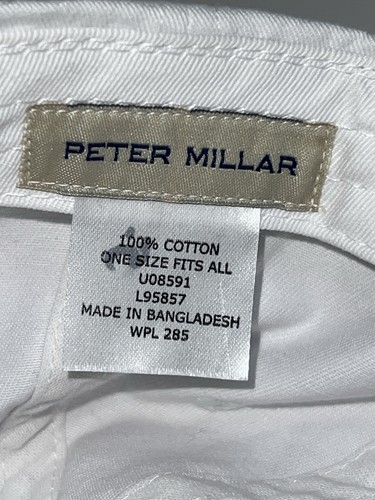 PETER MILLAR
100% COTTON
ONE SIZE FITS ALL
U08591
L95857
MADE IN BANGLADESH
WPL 285